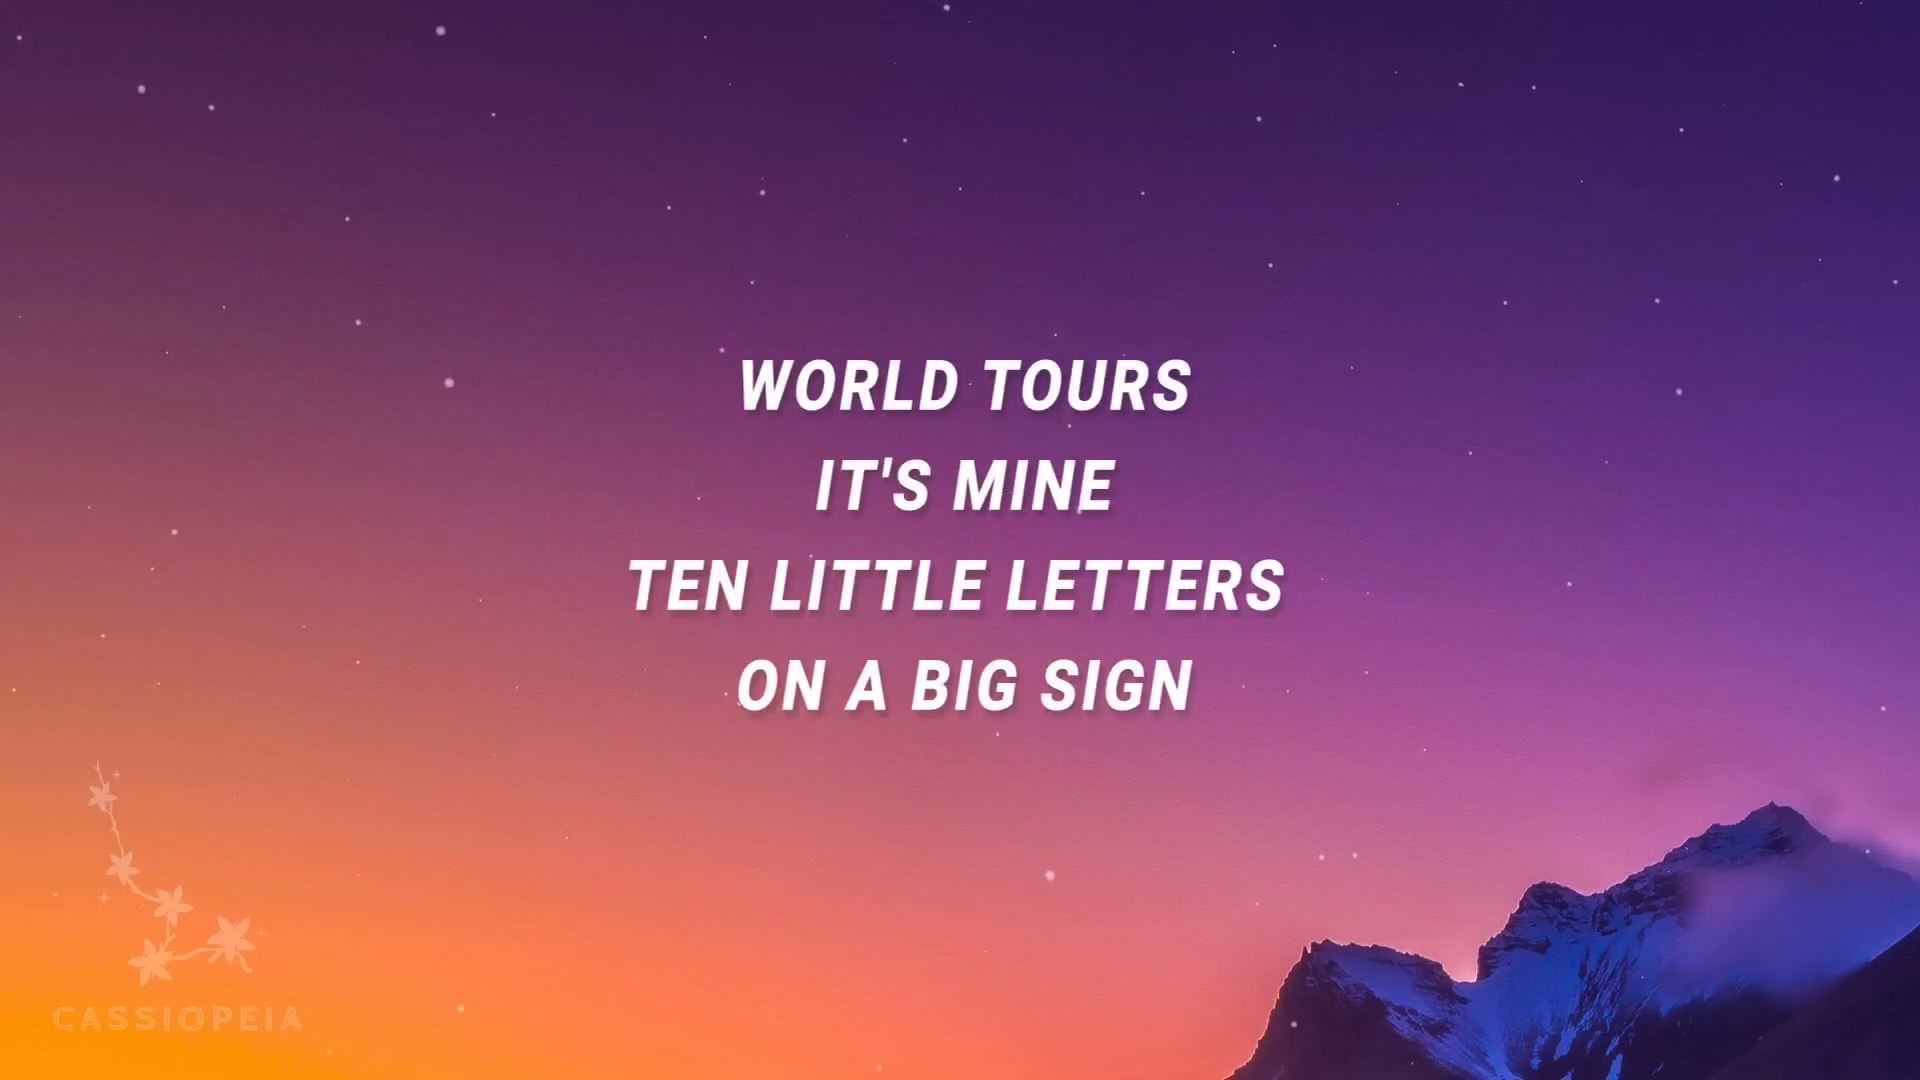 WORLD TOURS
IT'S MINE
TEN LITTLE LETTERS
ON A BIG SIGN
CASSIOPEIA